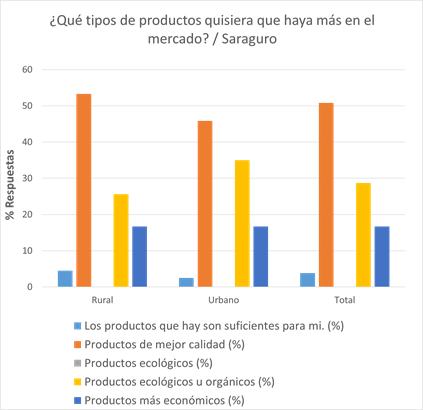 ¿Qué tipos de productos quisiera que haya más en el
mercado? / Saraguro
60
50
40
30
20
10
0
% Respuestas
Rural
Urbano
Total
Los productos que hay son suficientes para mi. (%)
Productos de mejor calidad (%)
Productos ecológicos (%)
Productos ecológicos u orgánicos (%)
Productos más económicos (%)